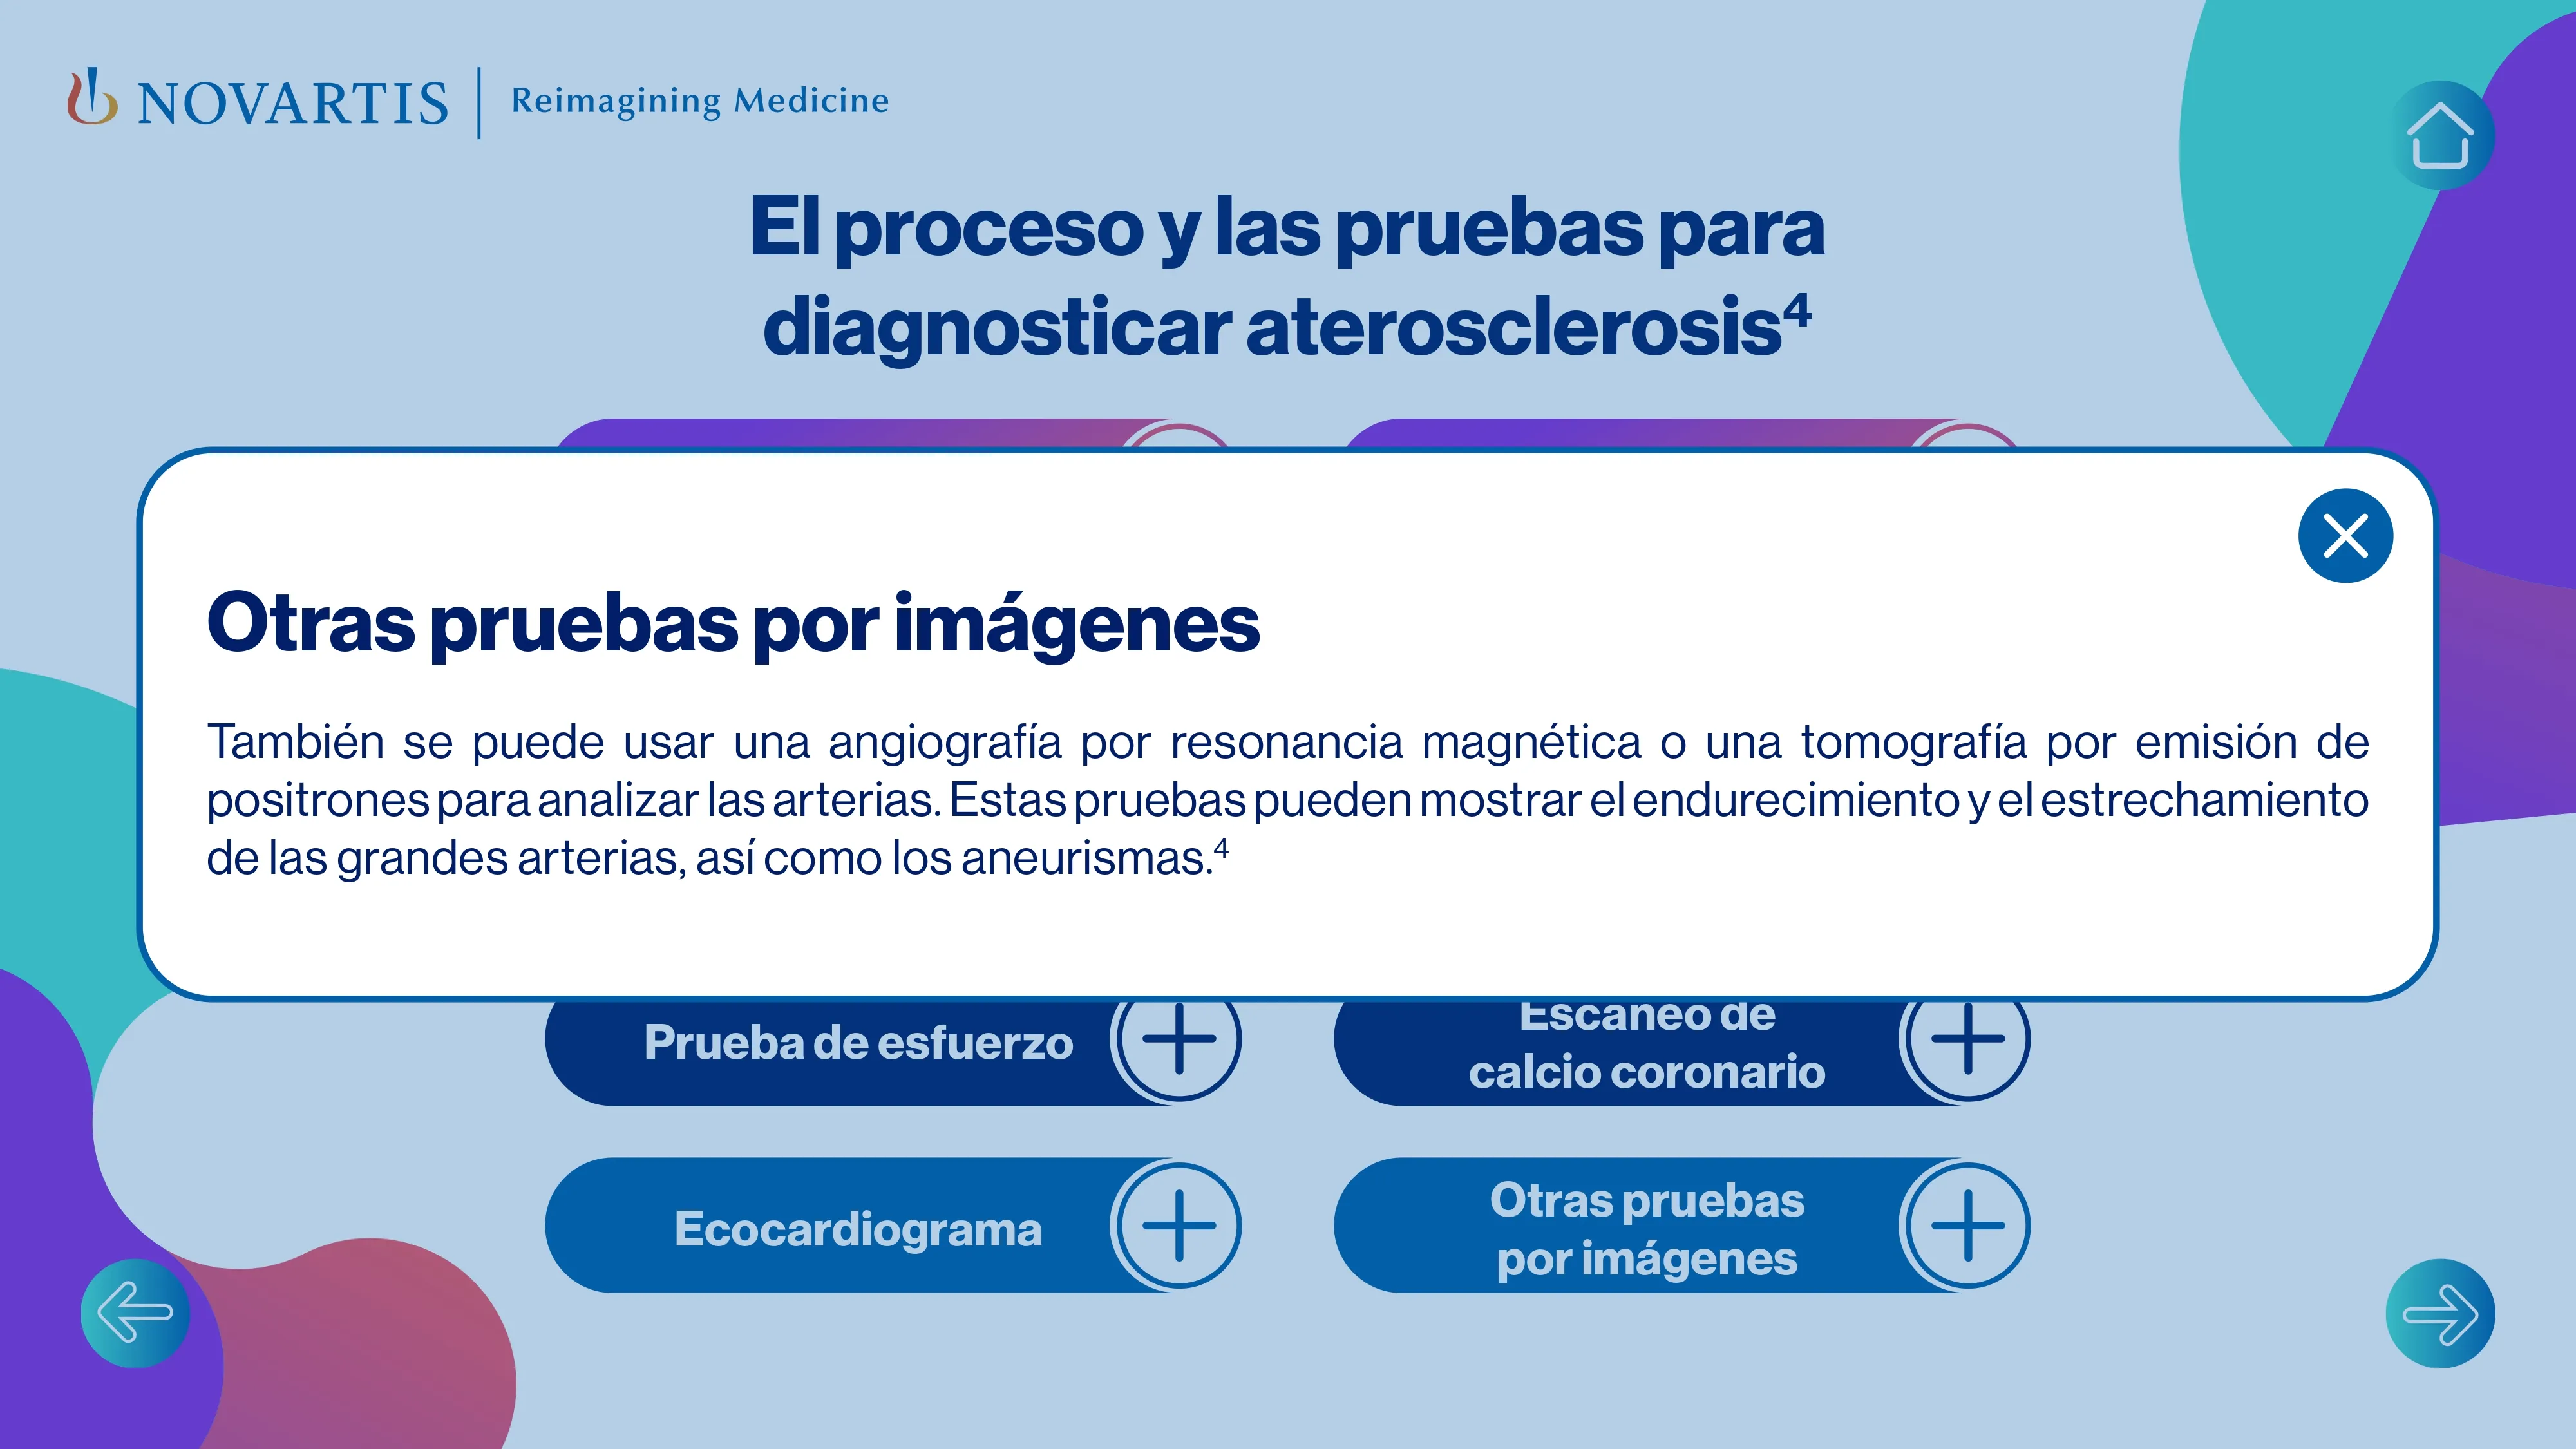 NOVARTIS | Reimagining Medicine
El proceso y las pruebas para
diagnosticar aterosclerosis⁴
Otras pruebas por imágenes
También se puede usar una angiografía por resonancia magnética o una tomografía por emisión de
positrones para analizar las arterias. Estas pruebas pueden mostrar el endurecimiento y el estrechamiento
de las grandes arterias, así como los aneurismas.⁴
Prueba de esfuerzo
Escaneo de
calcio coronario
Ecocardiograma
Otras pruebas
por imágenes